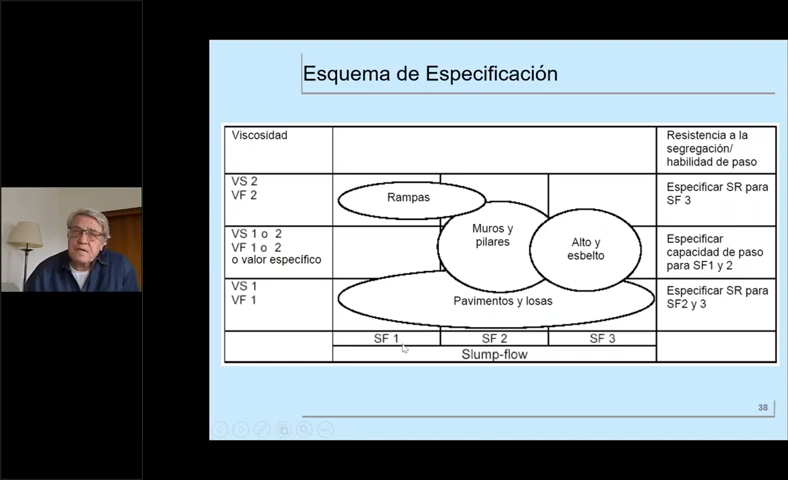 Esquema de Especificación
Viscosidad
Resistencia a la
segregación/
habilidad de paso
VS 2
VF 2
Rampas
Especificar SR para
SF 3
VS 1 o 2
VF 1 o 2
o valor específico
Muros y
pilares
Alto y
esbelto
Especificar
capacidad de paso
para SF1 y 2
VS 1
VF 1
Pavimentos y losas
Especificar SR para
SF2 y 3
SF 1
SF 2
SF 3
Slump-flow
38